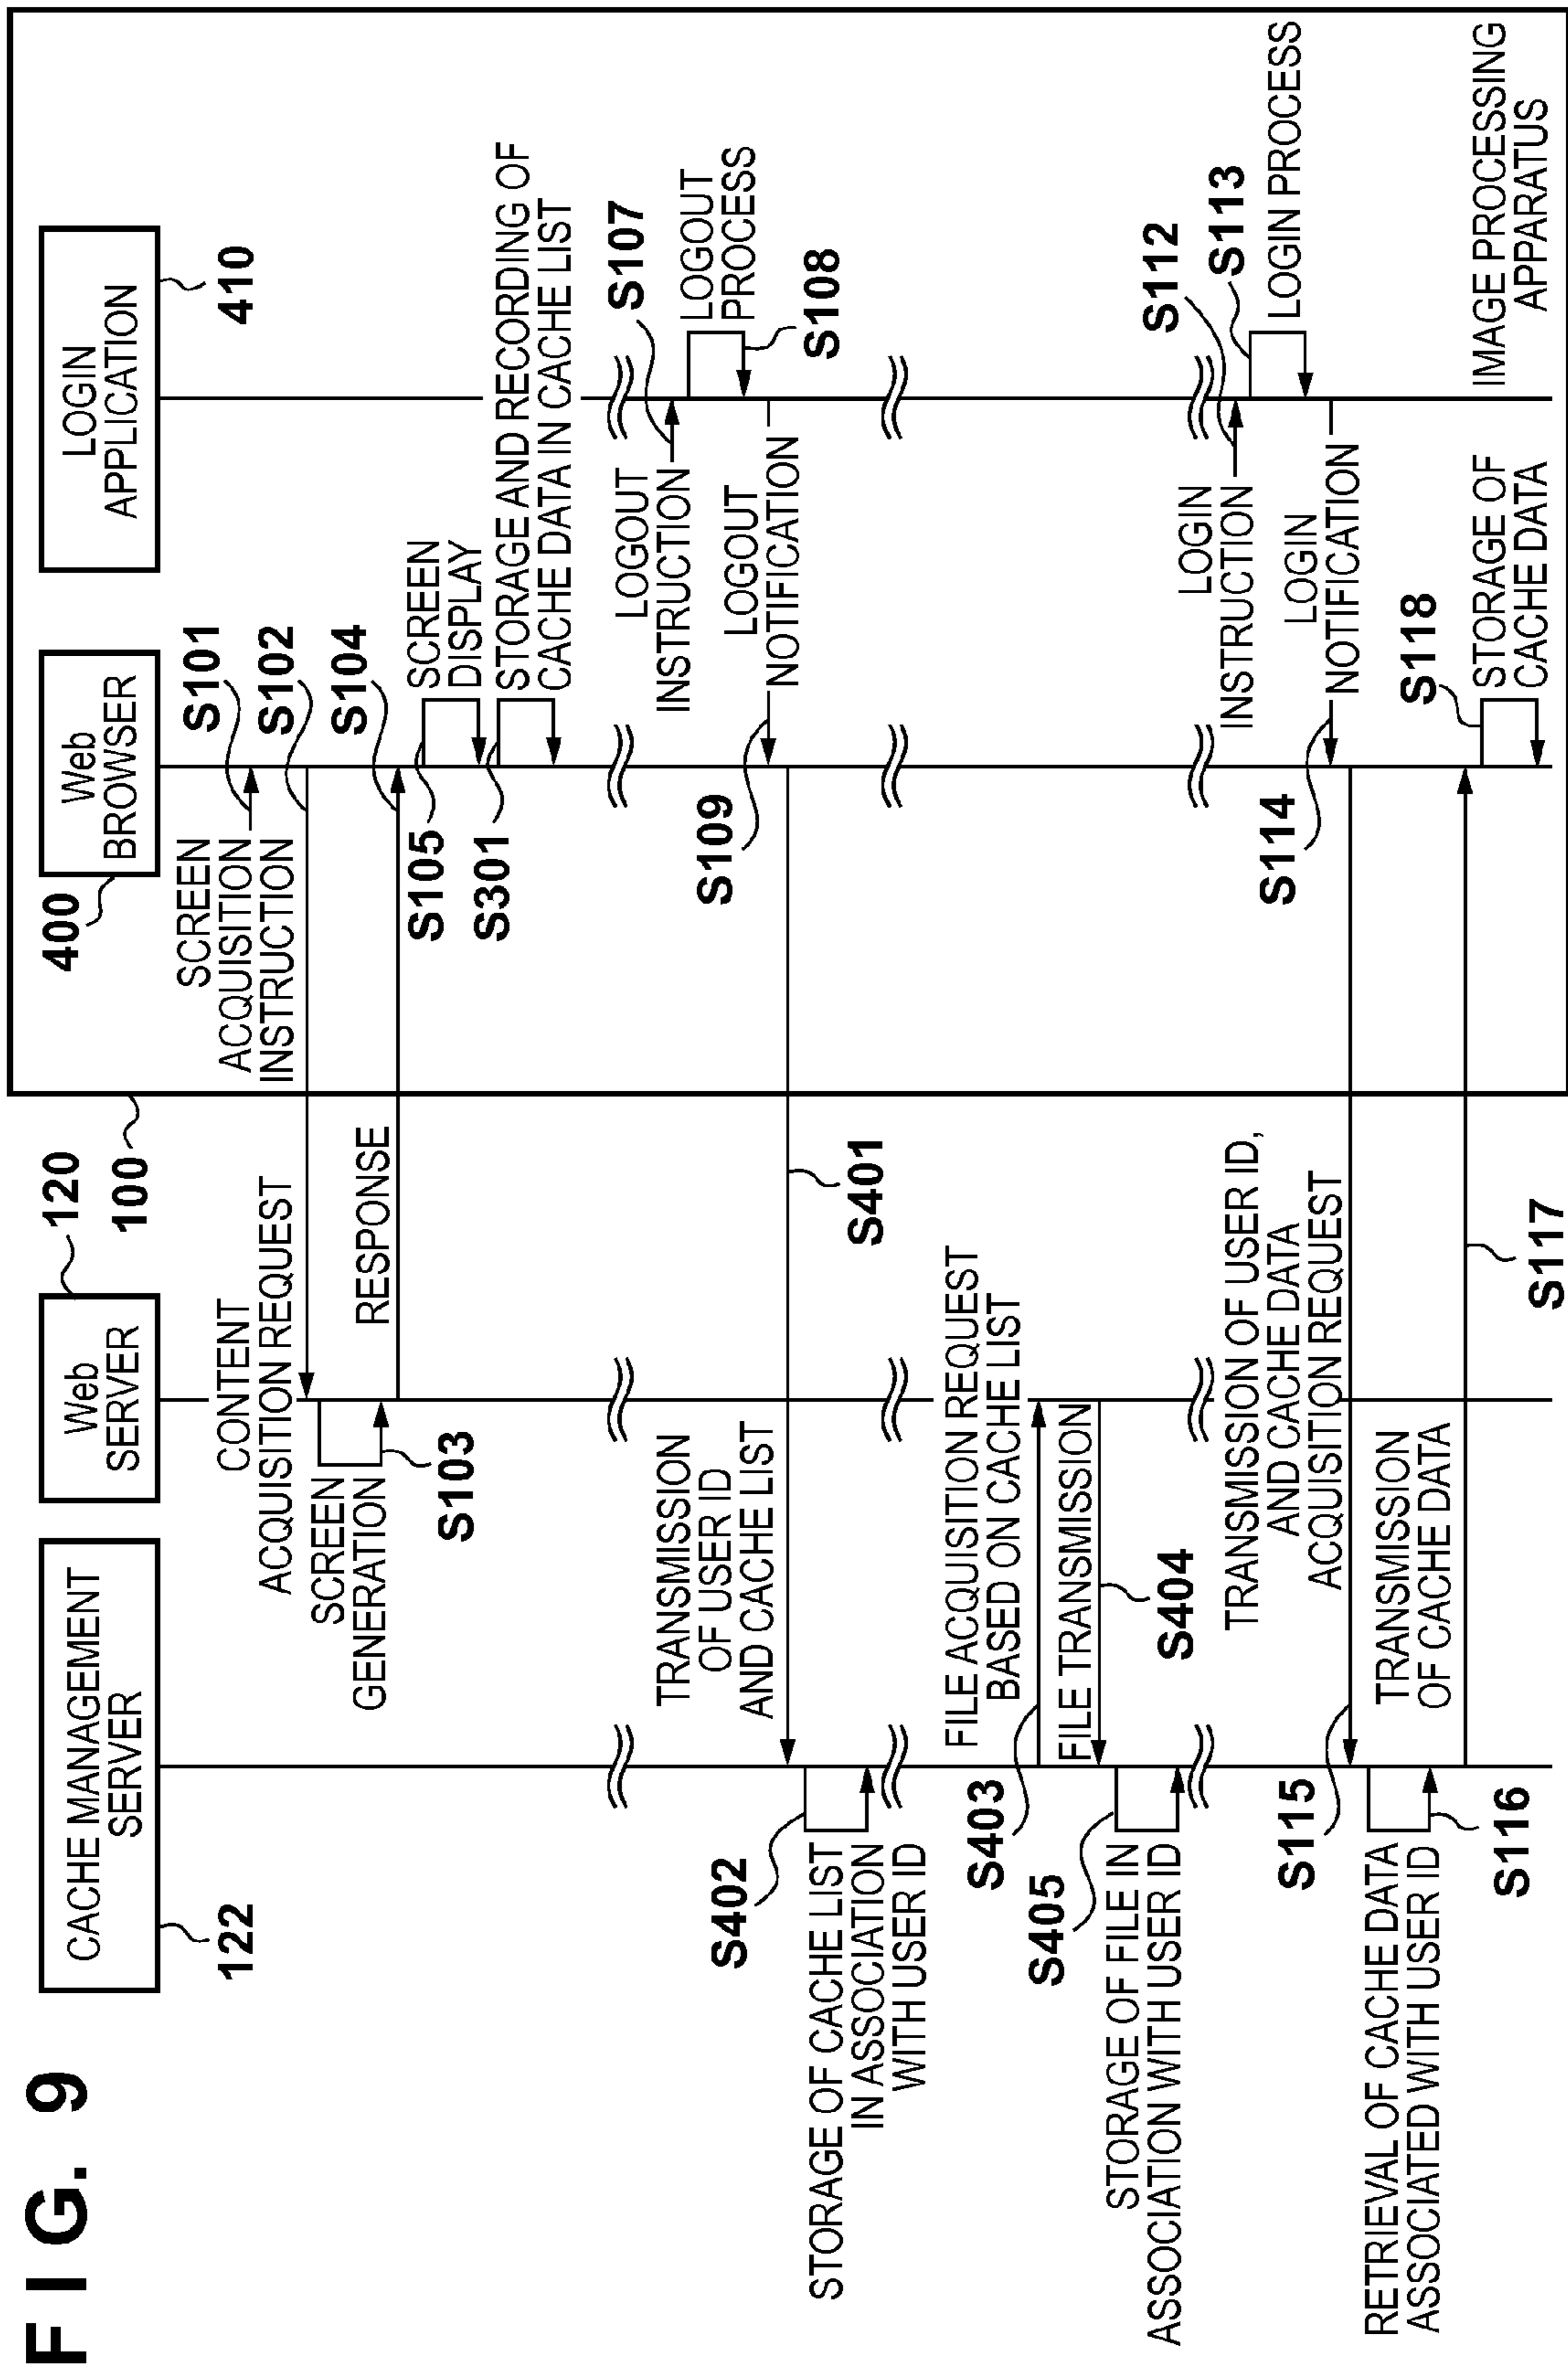 FIG. 9
CACHE MANAGEMENT
SERVER
122
Web
SERVER
120
100
Web
BROWSER
400
LOGIN
APPLICATION
410
SCREEN
ACQUISITION
INSTRUCTION
S101
S102
CONTENT
ACQUISITION REQUEST
SCREEN
GENERATION
S103
RESPONSE
S104
S105
SCREEN
DISPLAY
S301
STORAGE AND RECORDING OF
CACHE DATA IN CACHE LIST
LOGOUT
INSTRUCTION
S107
LOGOUT
PROCESS
S108
LOGOUT
NOTIFICATION
S109
TRANSMISSION
OF USER ID
AND CACHE LIST
S401
S402
STORAGE OF CACHE LIST
IN ASSOCIATION
WITH USER ID
FILE ACQUISITION REQUEST
BASED ON CACHE LIST
S403
FILE TRANSMISSION
S404
S405
STORAGE OF FILE IN
ASSOCIATION WITH USER ID
LOGIN
INSTRUCTION
S112
S113
LOGIN PROCESS
LOGIN
NOTIFICATION
S114
TRANSMISSION OF USER ID,
AND CACHE DATA
ACQUISITION REQUEST
S115
RETRIEVAL OF CACHE DATA
ASSOCIATED WITH USER ID
S116
TRANSMISSION
OF CACHE DATA
S117
S118
STORAGE OF
CACHE DATA
IMAGE PROCESSING
APPARATUS